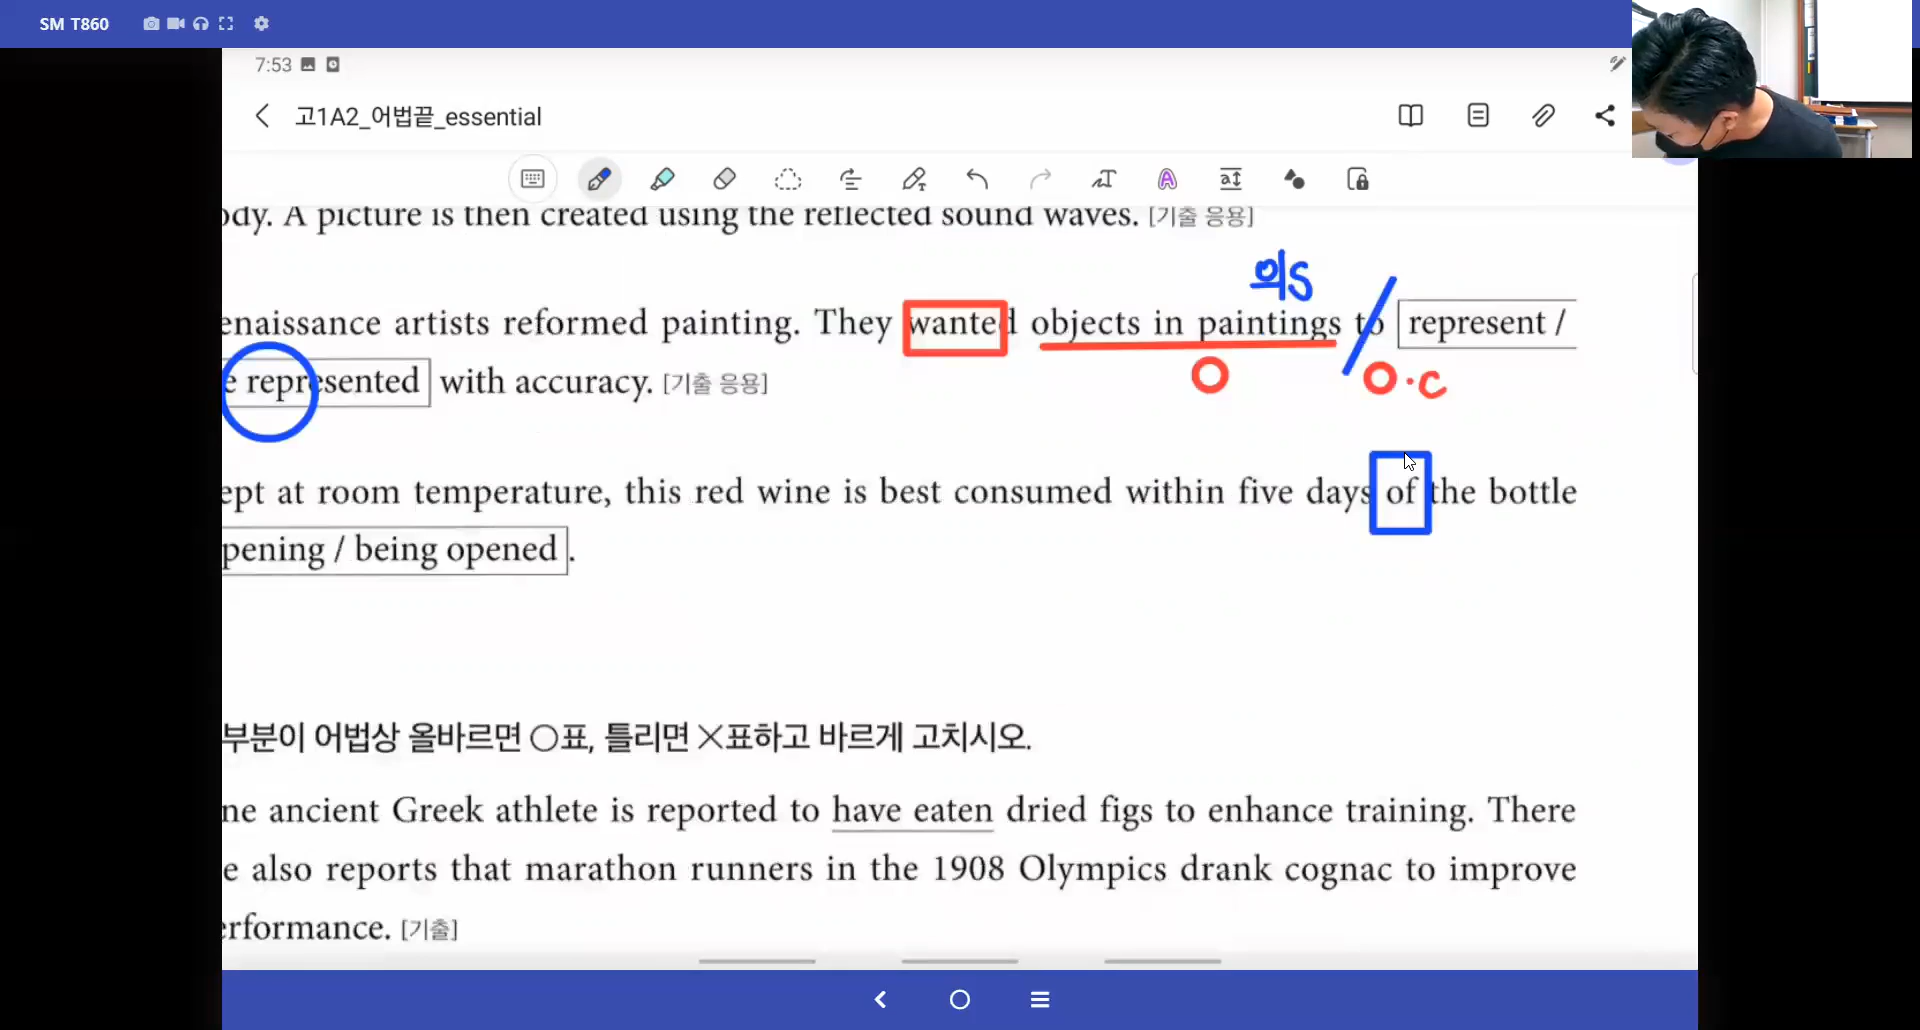 SM T860
7:53
고1A2_어법끝_essential
ody. A picture is then created using the reflected sound waves. [기출 응용]
의S
enaissance artists reformed painting. They wanted objects in paintings to represent /
O O·C
e represented with accuracy. [기출 응용]
ept at room temperature, this red wine is best consumed within five days of the bottle
pening / being opened.
부분이 어법상 올바르면 ○표, 틀리면 ×표하고 바르게 고치시오.
ne ancient Greek athlete is reported to have eaten dried figs to enhance training. There
e also reports that marathon runners in the 1908 Olympics drank cognac to improve
erformance. [기출]